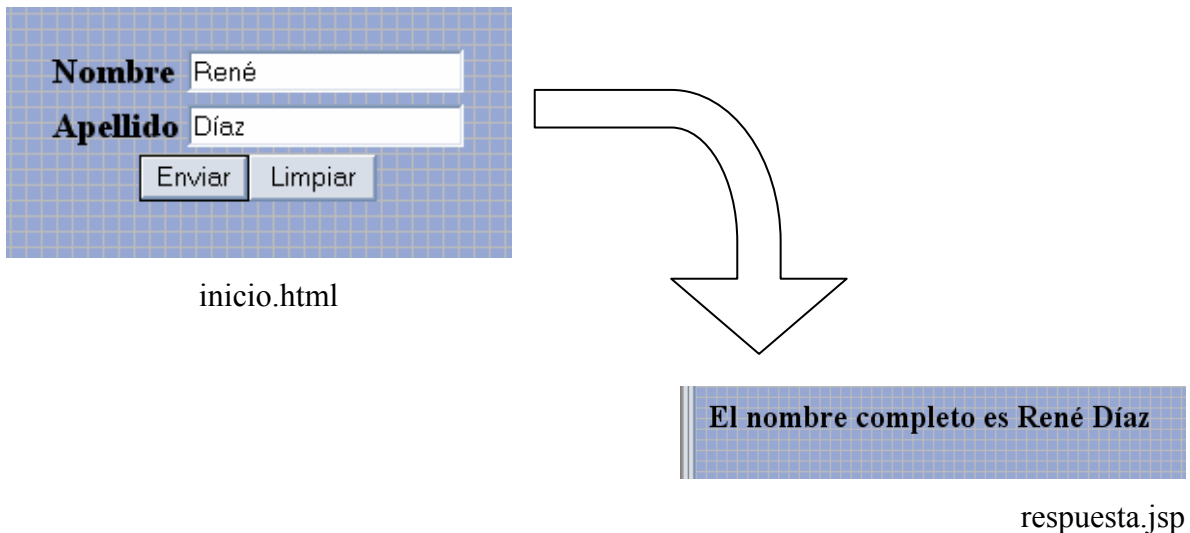 Nombre René
Apellido Díaz
Enviar Limpiar
inicio.html
El nombre completo es René Díaz
respuesta.jsp